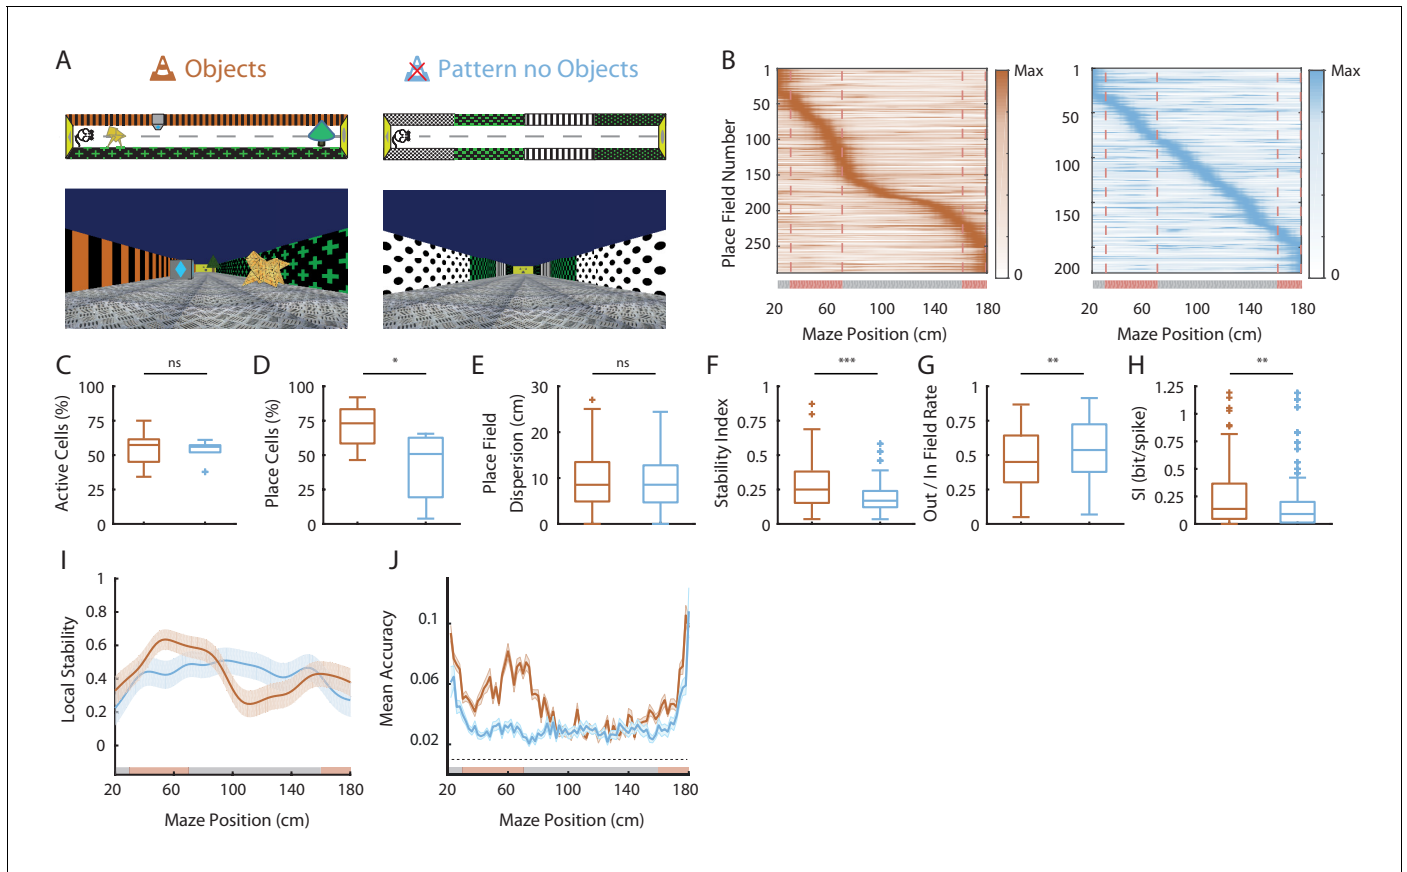 A
Objects
Pattern no Objects
B
Place Field Number
1
50
100
150
200
250
Max
0
20
60
100
140
180
Maze Position (cm)
1
50
100
150
200
Max
0
20
60
100
140
180
Maze Position (cm)
C
ns
Active Cells (%)
100
75
50
25
0
D
*
Place Cells (%)
100
75
50
25
0
E
ns
Place Field
Dispersion (cm)
30
20
10
0
F
***
Stability Index
1
0.75
0.5
0.25
0
G
**
Out / In Field Rate
1
0.75
0.5
0.25
0
H
**
SI (bit/spike)
1.25
1
0.75
0.5
0.25
0
I
Local Stability
1
0.8
0.6
0.4
0.2
0
20
60
100
140
180
Maze Position (cm)
J
Mean Accuracy
0.1
0.06
0.02
20
60
100
140
180
Maze Position (cm)